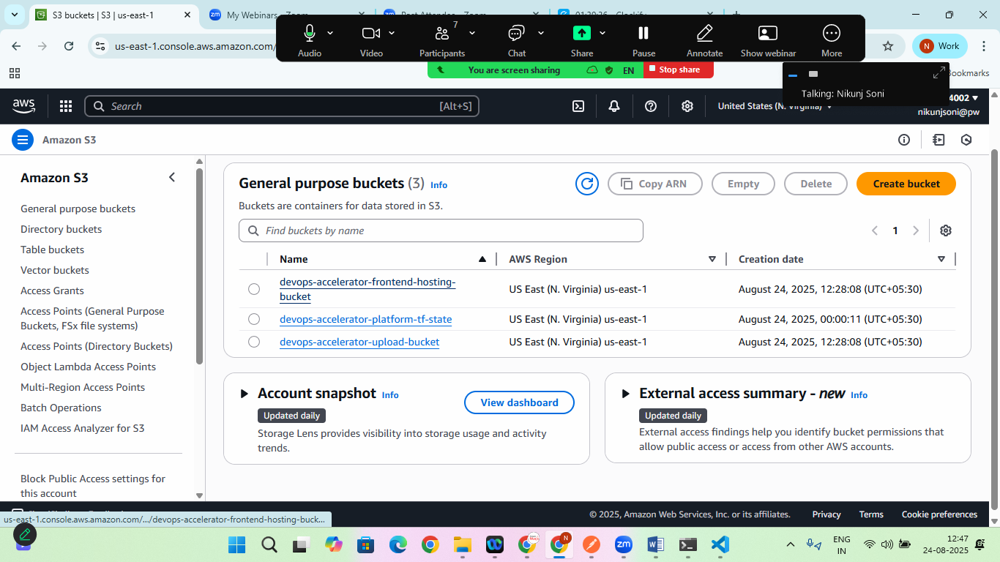 S3 buckets | S3 | us-east-1
My Webinars - Zoom
01:20:36 - Clockify
us-east-1.console.aws.amazon.com/
Work
Audio
Video
7
Participants
Chat
Share
Pause
Annotate
Show webinar
More
You are screen sharing
EN
Stop share
Bookmarks
Talking: Nikunj Soni
aws
Search
[Alt+S]
United States (N. Virginia)
4002
nikunjsoni@pw
Amazon S3
Amazon S3
General purpose buckets
Directory buckets
Table buckets
Vector buckets
Access Grants
Access Points (General Purpose
Buckets, FSx file systems)
Access Points (Directory Buckets)
Object Lambda Access Points
Multi-Region Access Points
Batch Operations
IAM Access Analyzer for S3
Block Public Access settings for
this account
General purpose buckets (3) Info
Copy ARN
Empty
Delete
Create bucket
Buckets are containers for data stored in S3.
Find buckets by name
1
Name
AWS Region
Creation date
devops-accelerator-frontend-hosting-
bucket
US East (N. Virginia) us-east-1
August 24, 2025, 12:28:08 (UTC+05:30)
devops-accelerator-platform-tf-state
US East (N. Virginia) us-east-1
August 24, 2025, 00:00:11 (UTC+05:30)
devops-accelerator-upload-bucket
US East (N. Virginia) us-east-1
August 24, 2025, 12:28:08 (UTC+05:30)
Account snapshot Info
View dashboard
Updated daily
Storage Lens provides visibility into storage usage and activity
trends.
External access summary - new Info
Updated daily
External access findings help you identify bucket permissions that
allow public access or access from other AWS accounts.
© 2025, Amazon Web Services, Inc. or its affiliates.
Privacy
Terms
Cookie preferences
us-east-1.console.aws.amazon.com/.../devops-accelerator-frontend-hosting-buck...
ENG
IN
12:47
24-08-2025